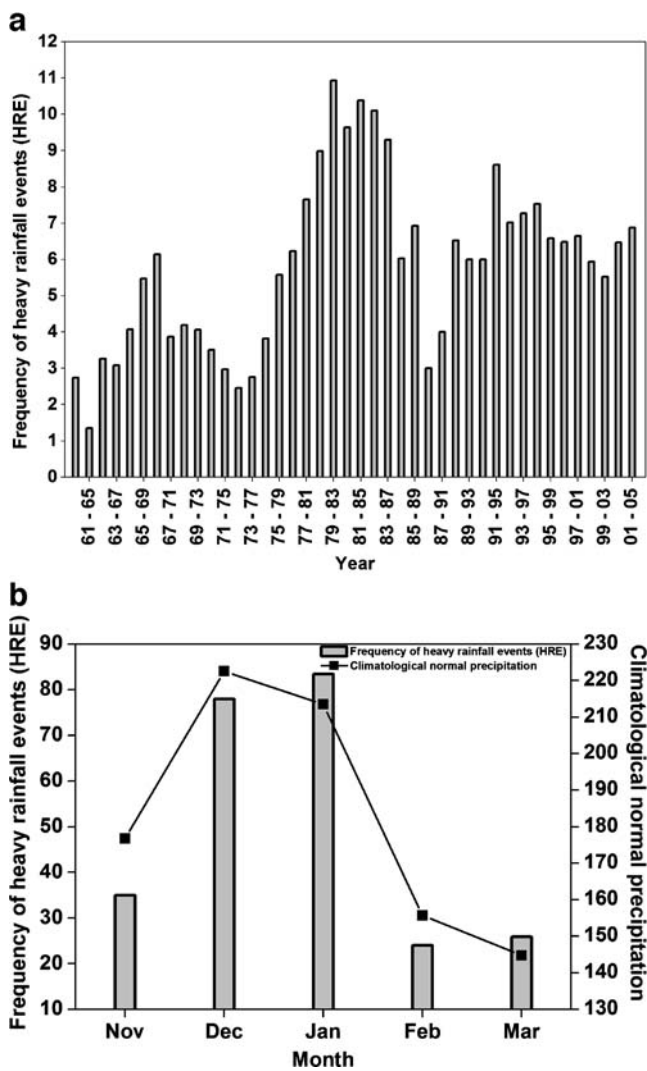 a
Frequency of heavy rainfall events (HRE)
12
11
10
9
8
7
6
5
4
3
2
1
0
61 - 65
63 - 67
65 - 69
67 - 71
69 - 73
71 - 75
73 - 77
75 - 79
77 - 81
79 - 83
81 - 85
83 - 87
85 - 89
87 - 91
89 - 93
91 - 95
93 - 97
95 - 99
97 - 01
99 - 03
01 - 05
Year
b
Frequency of heavy rainfall events (HRE)
90
80
70
60
50
40
30
20
10
Frequency of heavy rainfall events (HRE)
Climatological normal precipitation
230
220
210
200
190
180
170
160
150
140
130
Climatological normal precipitation
Nov
Dec
Jan
Feb
Mar
Month